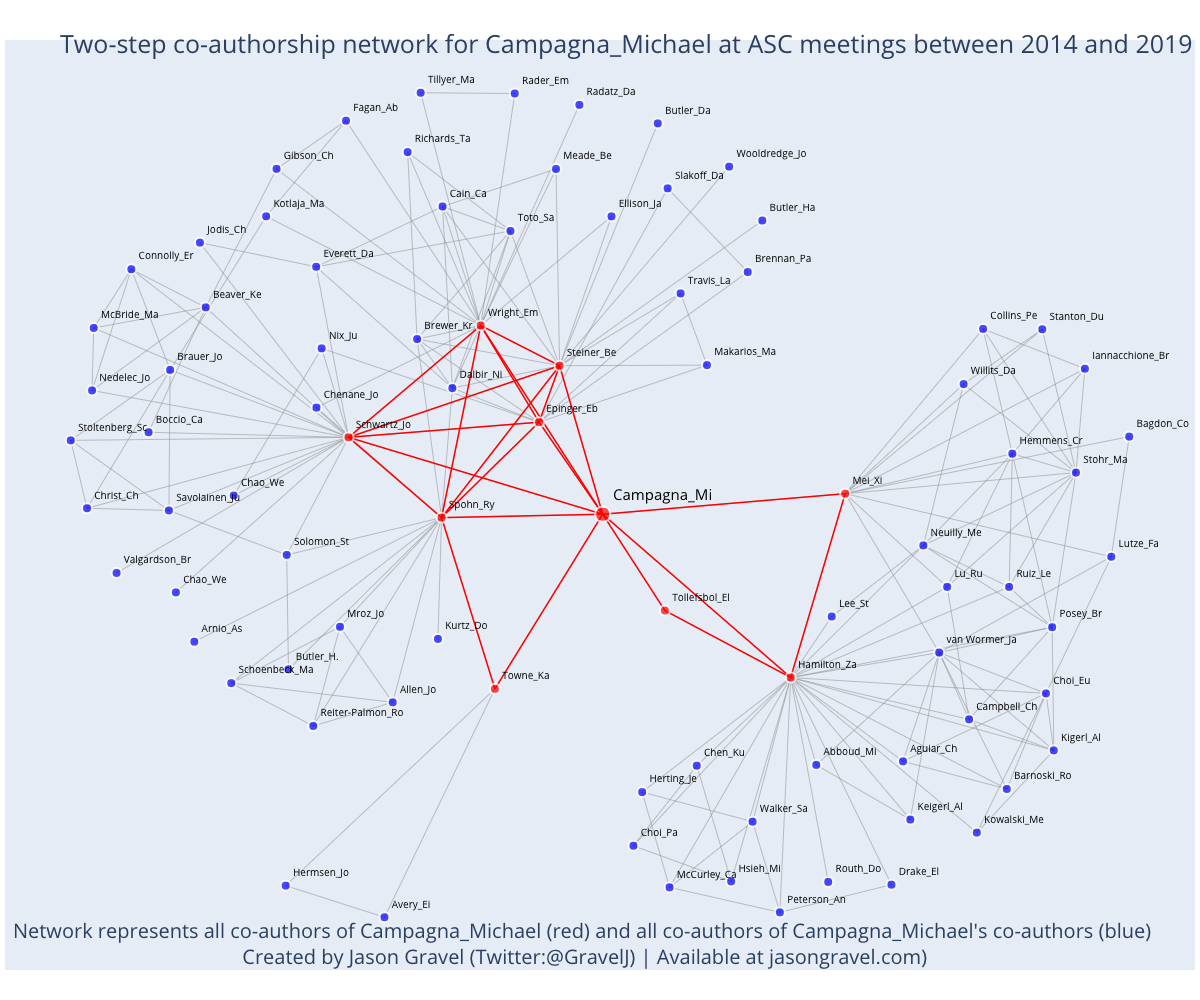 Two-step co-authorship network for Campagna_Michael at ASC meetings between 2014 and 2019
Tillyer_Ma
Rader_Em
Radatz_Da
Fagan_Ab
Butler_Da
Richards_Ta
Gibson_Ch
Meade_Be
Wooldredge_Jo
Slakoff_Da
Cain_Ca
Kotlaja_Ma
Ellison_Ja
Butler_Ha
Toto_Sa
Jodis_Ch
Everett_Da
Connolly_Er
Brennan_Pa
Travis_La
Beaver_Ke
Wright_Em
McBride_Ma
Brewer_Kr
Collins_Pe
Stanton_Du
Nix_Ju
Steiner_Be
Makarios_Ma
Brauer_Jo
Iannacchione_Br
Willits_Da
Nedelec_Jo
Dalbir_Ni
Chenane_Jo
Epinger_Eb
Boccio_Ca
Stoltenberg_Sc
Schwartz_Jo
Bagdon_Co
Hemmens_Cr
Stohr_Ma
Chao_We
Mei_Xi
Christ_Ch
Savolainen_Ju
Spohn_Ry
Campagna_Mi
Neuilly_Me
Solomon_St
Lutze_Fa
Valgardson_Br
Chao_We
Lu_Ru
Ruiz_Le
Tollefsbol_El
Lee_St
Mroz_Jo
Arnio_As
Kurtz_Do
Posey_Br
van Wormer_Ja
Butler_H.
Schoenbeck_Ma
Towne_Ka
Hamilton_Za
Choi_Eu
Allen_Jo
Reiter-Palmon_Ro
Campbell_Ch
Kigerl_Al
Chen_Ku
Abboud_Mi
Aguiar_Ch
Herting_Je
Barnoski_Ro
Walker_Sa
Keigerl_Al
Kowalski_Me
Choi_Pa
Hermsen_Jo
McCurley_Ca
Hsieh_Mi
Routh_Do
Drake_El
Avery_Ei
Peterson_An
Network represents all co-authors of Campagna_Michael (red) and all co-authors of Campagna_Michael's co-authors (blue)
Created by Jason Gravel (Twitter:@GravelJ) | Available at jasongravel.com)